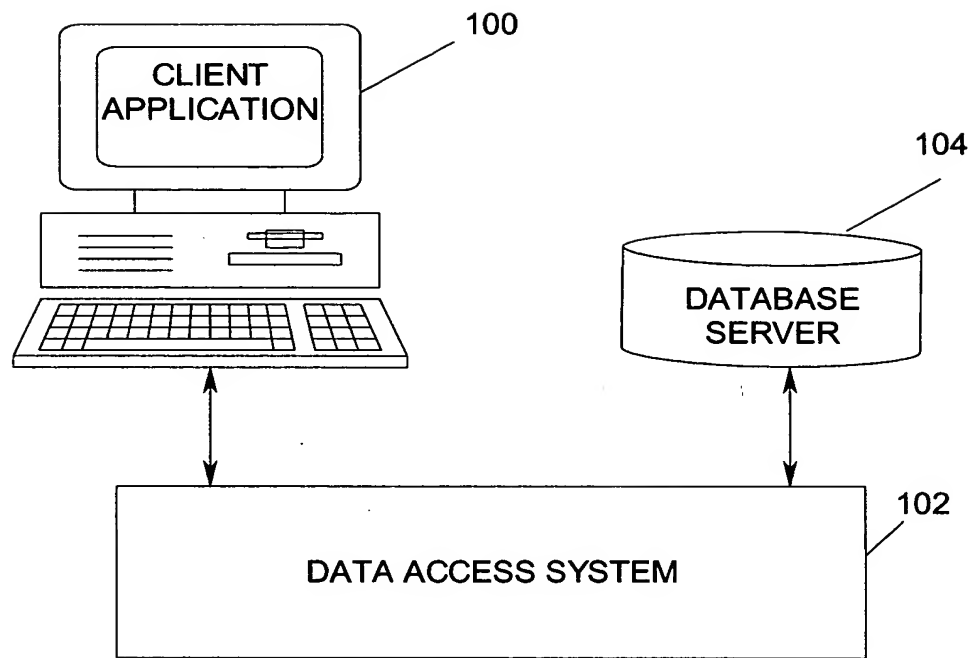 100
CLIENT
APPLICATION
104
DATABASE
SERVER
102
DATA ACCESS SYSTEM